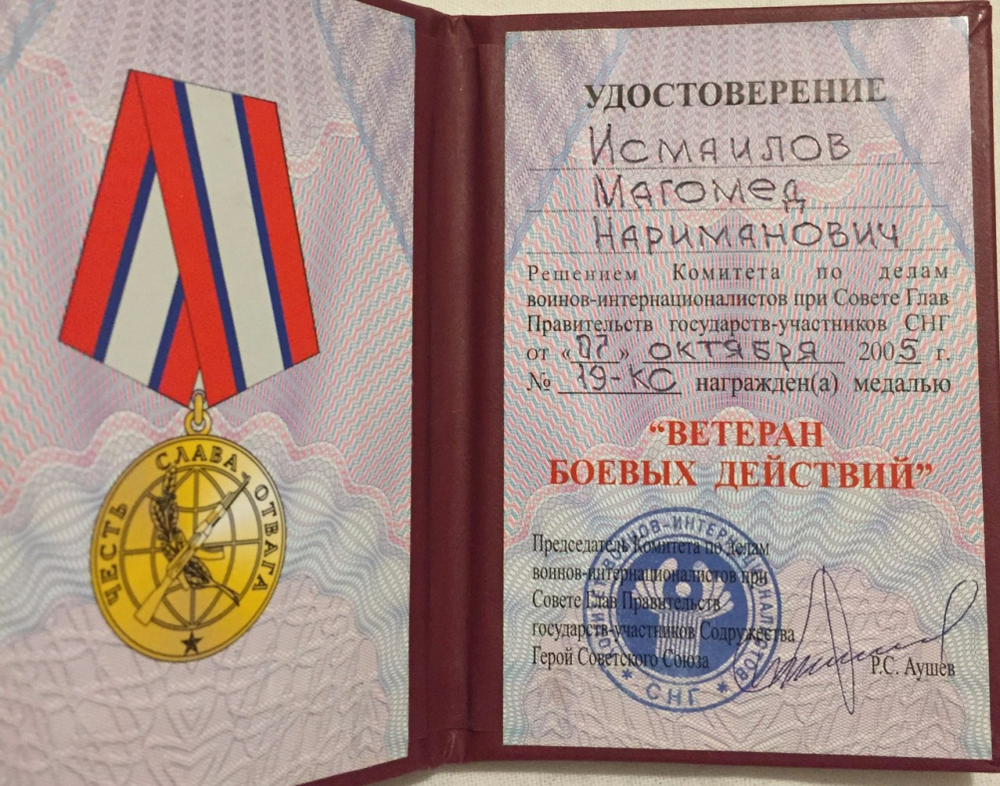 ЧЕСТЬ СЛАВА ОТВАГА
УДОСТОВЕРЕНИЕ
Исмаилов
Магомед
Нариманович
Решением Комитета по делам
воинов-интернационалистов при Совете Глав
Правительств государств-участников СНГ
от «07» октября 2005 г.
№ 19-КС награжден(а) медалью
“ВЕТЕРАН
БОЕВЫХ ДЕЙСТВИЙ”
Председатель Комитета по делам
воинов-интернационалистов при
Совете Глав Правительств
государств-участников Содружества
Герой Советского Союза
Р.С. Аушев
ВОИНОВ-ИНТЕРНАЦИОНАЛИСТОВ
СНГ